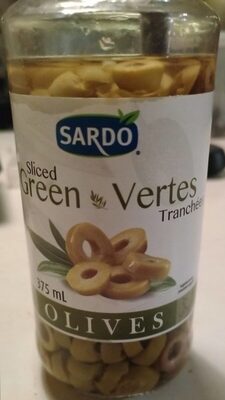 SARDO
Sliced
Green Vertes
Tranchées
375 mL
OLIVES